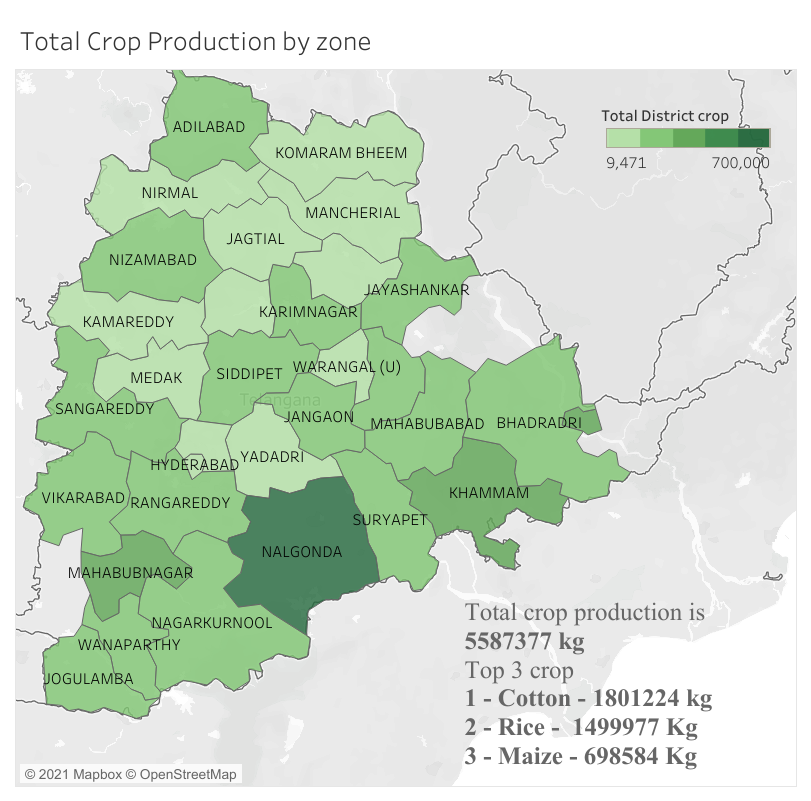 Total Crop Production by zone
Total District crop
9,471 700,000
ADILABAD
KOMARAM BHEEM
NIRMAL
MANCHERIAL
JAGTIAL
NIZAMABAD
JAYASHANKAR
KARIMNAGAR
KAMAREDDY
WARANGAL (U)
SIDDIPET
MEDAK
Telangana
SANGAREDDY
JANGAON
MAHABUBABAD
BHADRADRI
YADADRI
HYDERABAD
KHAMMAM
VIKARABAD
RANGAREDDY
SURYAPET
NALGONDA
MAHABUBNAGAR
NAGARKURNOOL
WANAPARTHY
JOGULAMBA
Total crop production is
5587377 kg
Top 3 crop
1 - Cotton - 1801224 kg
2 - Rice - 1499977 Kg
3 - Maize - 698584 Kg
© 2021 Mapbox © OpenStreetMap